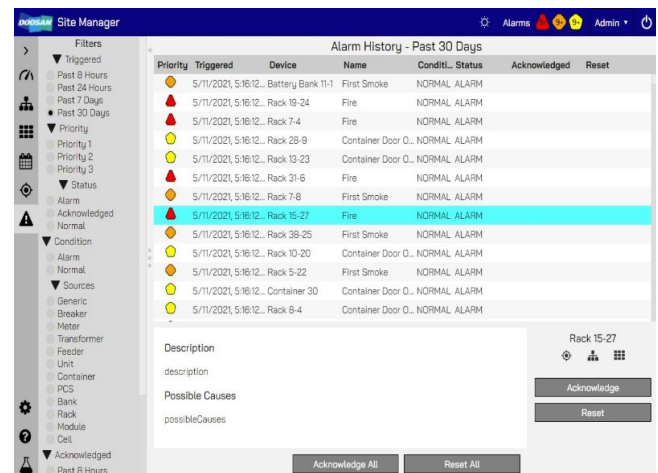 DOOSAN Site Manager
Alarms 9+ 9+ Admin
Filters
Triggered
Past 8 Hours
Past 24 Hours
Past 7 Days
Past 30 Days
Priority
Priority 1
Priority 2
Priority 3
Status
Alarm
Acknowledged
Normal
Condition
Alarm
Normal
Sources
Generic
Breaker
Meter
Transformer
Feeder
Unit
Container
PCS
Bank
Rack
Module
Cell
Acknowledged
Past 8 Hours
Alarm History - Past 30 Days
Priority Triggered Device Name Conditi... Status Acknowledged Reset
5/11/2021, 5:16:12... Battery Bank 11-1 First Smoke NORMAL ALARM
5/11/2021, 5:16:12... Rack 19-24 Fire NORMAL ALARM
5/11/2021, 5:16:12... Rack 7-4 Fire NORMAL ALARM
5/11/2021, 5:16:12... Rack 28-9 Container Door O... NORMAL ALARM
5/11/2021, 5:16:12... Rack 13-23 Container Door O... NORMAL ALARM
5/11/2021, 5:16:12... Rack 31-6 Fire NORMAL ALARM
5/11/2021, 5:16:12... Rack 7-8 First Smoke NORMAL ALARM
5/11/2021, 5:16:12... Rack 15-27 Fire NORMAL ALARM
5/11/2021, 5:16:12... Rack 38-25 First Smoke NORMAL ALARM
5/11/2021, 5:16:12... Rack 10-20 Container Door O... NORMAL ALARM
5/11/2021, 5:16:12... Rack 5-22 First Smoke NORMAL ALARM
5/11/2021, 5:16:12... Container 30 Container Door O... NORMAL ALARM
5/11/2021, 5:16:12... Rack 8-4 Container Door O... NORMAL ALARM
Description
description
Possible Causes
possibleCauses
Rack 15-27
Acknowledge
Reset
Acknowledge All
Reset All